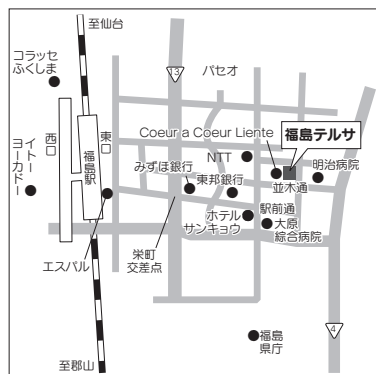 至仙台
コラッセ
ふくしま
13
パセオ
Coeur a Coeur Liente
福島テルサ
西口
東口
福島駅
イトー
ヨーカドー
NTT
明治病院
みずほ銀行
東邦銀行
並木通
駅前通
ホテル
サンキョウ
大原
綜合病院
エスパル
栄町
交差点
4
福島
県庁
至郡山